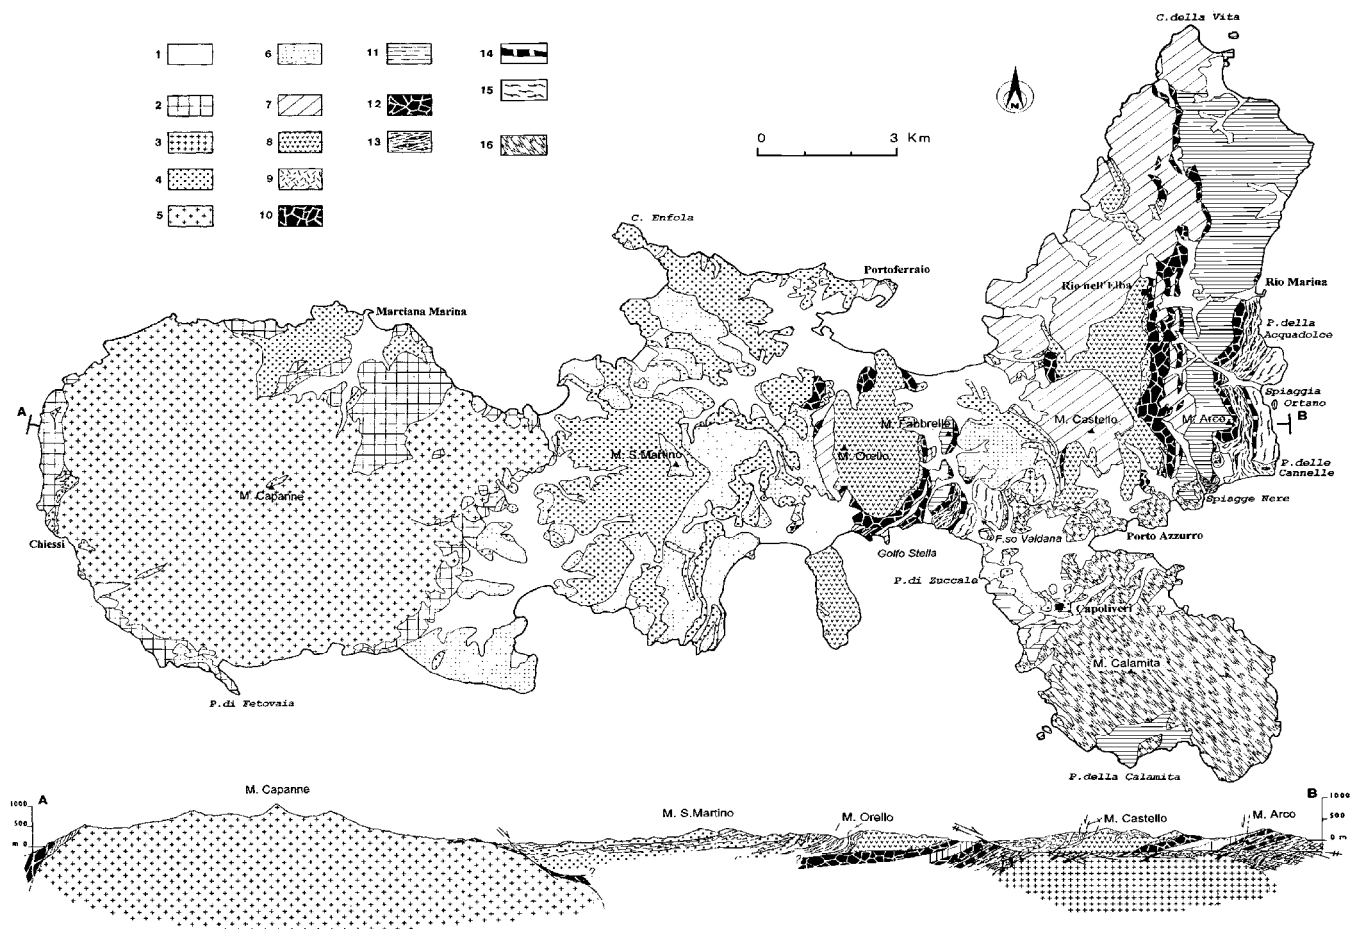 C. della Vita
1
6
11
14
15
2
7
12
3
8
13
16
4
9
5
10
N
0 3 Km
C. Enfola
Portoferraio
Rio nell'Elba
Rio Marina
Marciana Marina
P. della
Acquadolce
Spiaggia
Ortano
A
B
M. Fabbrelle
M. Castello
M. Arco
M. S.Martino
M. Orello
P. delle
Cannelle
M. Capanne
Spiagge Nere
Chiessi
F.so Valdana
Porto Azzurro
Golfo Stella
P. di Zuccale
Capoliveri
M. Calamita
P. di Fetovaia
P. della Calamita
A
M. Capanne
B
1000
500
m 0
M. S.Martino
M. Orello
M. Castello
M. Arco
1000
500
0 m
?